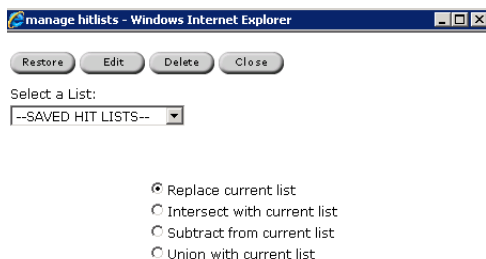 manage hitlists - Windows Internet Explorer
Restore Edit Delete Close
Select a List:
--SAVED HIT LISTS--
Replace current list
Intersect with current list
Subtract from current list
Union with current list